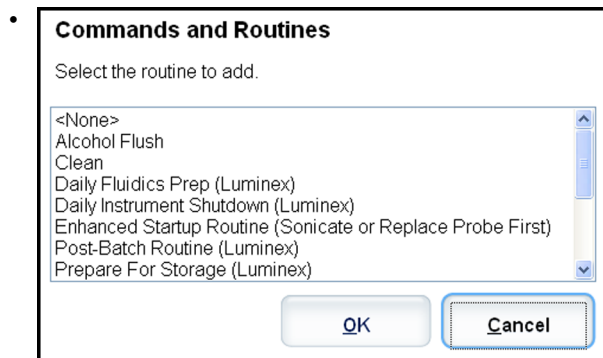 Commands and Routines
Select the routine to add.
<None>
Alcohol Flush
Clean
Daily Fluidics Prep (Luminex)
Daily Instrument Shutdown (Luminex)
Enhanced Startup Routine (Sonicate or Replace Probe First)
Post-Batch Routine (Luminex)
Prepare For Storage (Luminex)
OK
Cancel